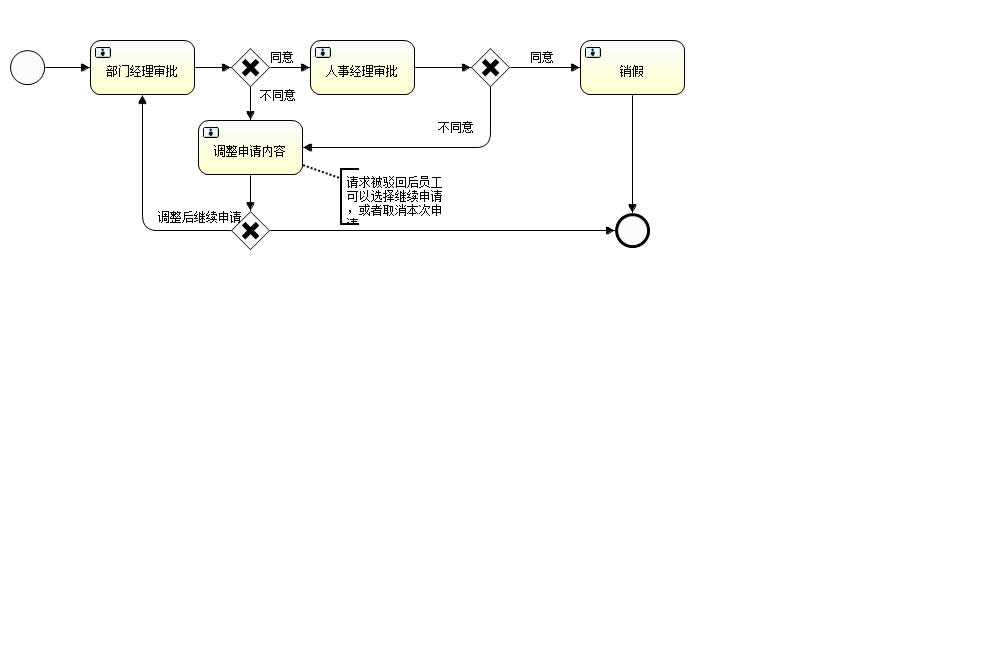 同意
同意
部门经理审批
人事经理审批
销假
不同意
不同意
调整申请内容
请求被驳回后员工
可以选择继续申请
，或者取消本次申
请
调整后继续申请